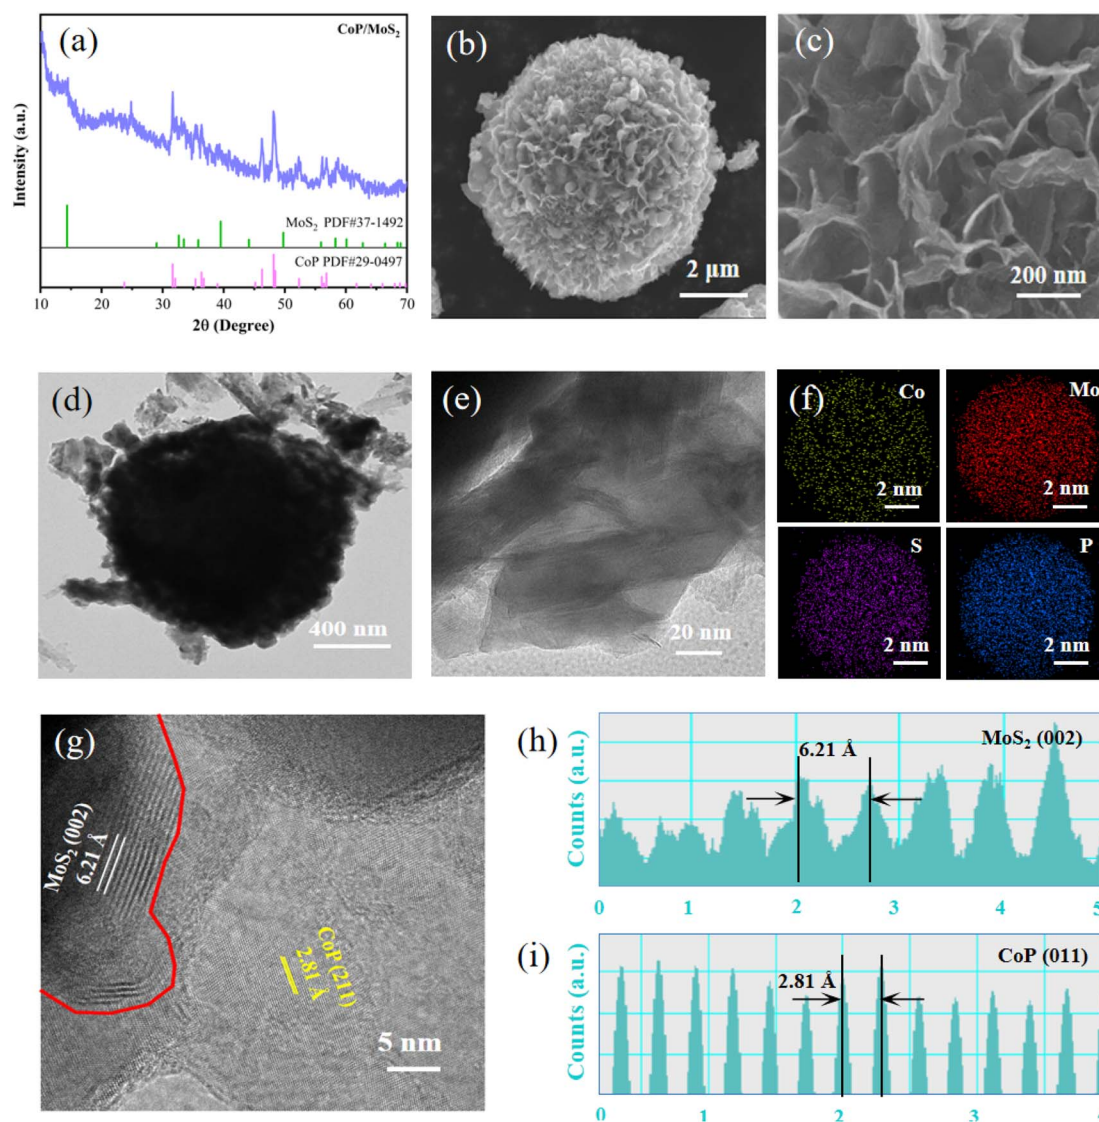 (a)
CoP/MoS₂
Intensity (a.u.)
MoS₂ PDF#37-1492
CoP PDF#29-0497
10 20 30 40 50 60 70
2θ (Degree)
(b)
2 μm
(c)
200 nm
(d)
400 nm
(e)
20 nm
(f)
Co
2 nm
Mo
2 nm
S
2 nm
P
2 nm
(g)
MoS₂ (002)
6.21 Å
CoP (211)
2.81 Å
5 nm
(h)
MoS₂ (002)
6.21 Å
Counts (a.u.)
0 1 2 3 4 5
(i)
CoP (011)
2.81 Å
Counts (a.u.)
0 1 2 3 4